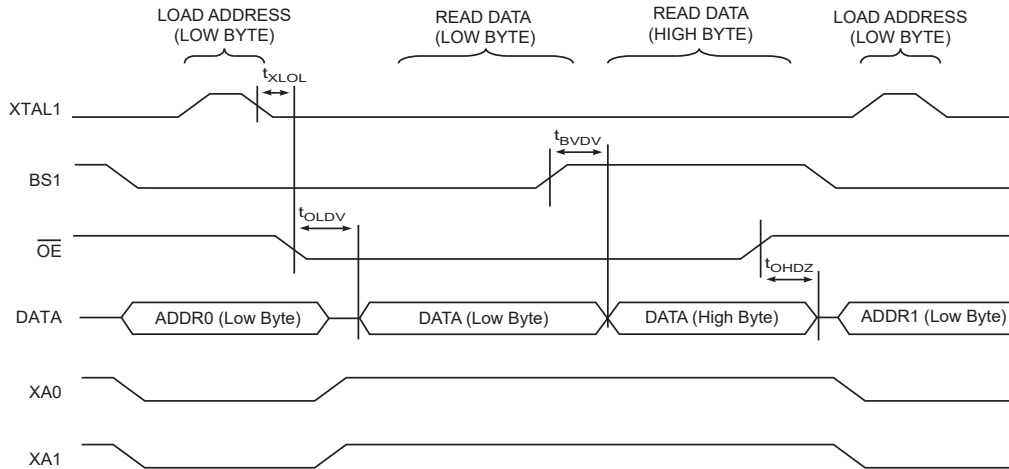 LOAD ADDRESS
(LOW BYTE)
READ DATA
(LOW BYTE)
READ DATA
(HIGH BYTE)
LOAD ADDRESS
(LOW BYTE)
tXLOL
XTAL1
tBVDV
BS1
tOLDV
OE
tOHDZ
DATA
ADDR0 (Low Byte)
DATA (Low Byte)
DATA (High Byte)
ADDR1 (Low Byte)
XA0
XA1